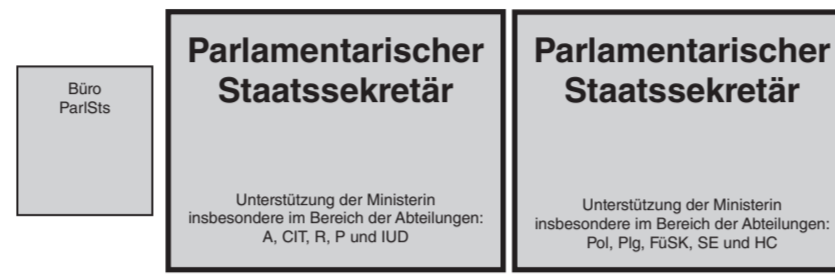 Büro
ParlSts
Parlamentarischer
Staatssekretär
Unterstützung der Ministerin
insbesondere im Bereich der Abteilungen:
A, CIT, R, P und IUD
Parlamentarischer
Staatssekretär
Unterstützung der Ministerin
insbesondere im Bereich der Abteilungen:
Pol, Plg, FüSK, SE und HC